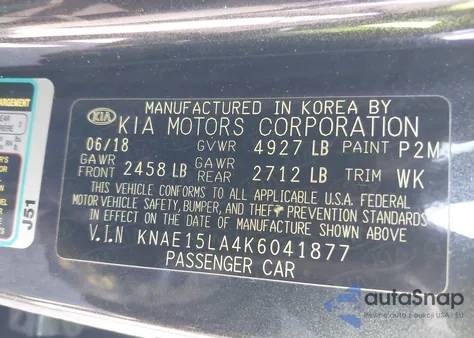 MANUFACTURED IN KOREA BY
KIA KIA MOTORS CORPORATION
06/18 GVWR 4927 LB PAINT P2M
GAWR FRONT 2458 LB GAWR REAR 2712 LB TRIM WK
THIS VEHICLE CONFORMS TO ALL APPLICABLE U.S.A. FEDERAL
MOTOR VEHICLE SAFETY, BUMPER, AND THEFT PREVENTION STANDARDS
IN EFFECT ON THE DATE OF MANUFACTURE SHOWN ABOVE
V.I.N KNAE15LA4K6041877
PASSENGER CAR
J51
autoSnap